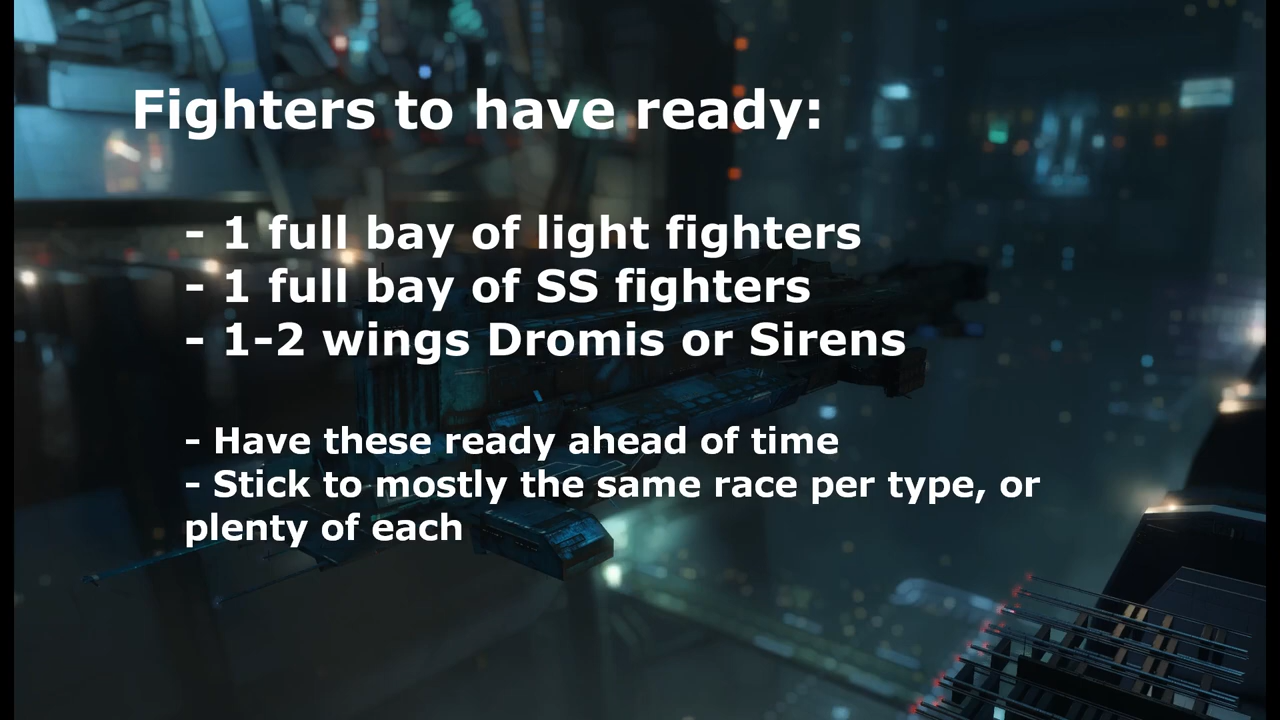 Fighters to have ready:
- 1 full bay of light fighters
- 1 full bay of SS fighters
- 1-2 wings Dromis or Sirens
- Have these ready ahead of time
- Stick to mostly the same race per type, or
plenty of each